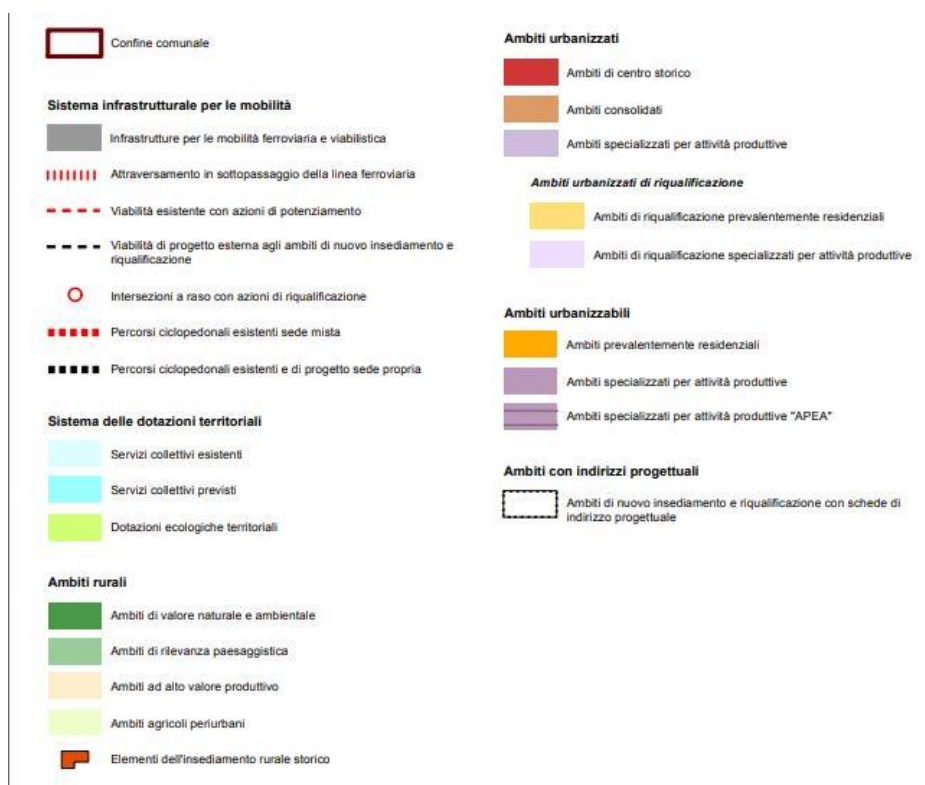 Confine comunale
Sistema infrastrutturale per le mobilità
Infrastrutture per le mobilità ferroviaria e viabilistica
Attraversamento in sottopassaggio della linea ferroviaria
Viabilità esistente con azioni di potenziamento
Viabilità di progetto esterna agli ambiti di nuovo insediamento e
riqualificazione
Intersezioni a raso con azioni di riqualificazione
Percorsi ciclopedonali esistenti sede mista
Percorsi ciclopedonali esistenti e di progetto sede propria
Sistema delle dotazioni territoriali
Servizi collettivi esistenti
Servizi collettivi previsti
Dotazioni ecologiche territoriali
Ambiti rurali
Ambiti di valore naturale e ambientale
Ambiti di rilevanza paesaggistica
Ambiti ad alto valore produttivo
Ambiti agricoli periurbani
Elementi dell'insediamento rurale storico
Ambiti urbanizzati
Ambiti di centro storico
Ambiti consolidati
Ambiti specializzati per attività produttive
Ambiti urbanizzati di riqualificazione
Ambiti di riqualificazione prevalentemente residenziali
Ambiti di riqualificazione specializzati per attività produttive
Ambiti urbanizzabili
Ambiti prevalentemente residenziali
Ambiti specializzati per attività produttive
Ambiti specializzati per attività produttive "APEA"
Ambiti con indirizzi progettuali
Ambiti di nuovo insediamento e riqualificazione con schede di
indirizzo progettuale